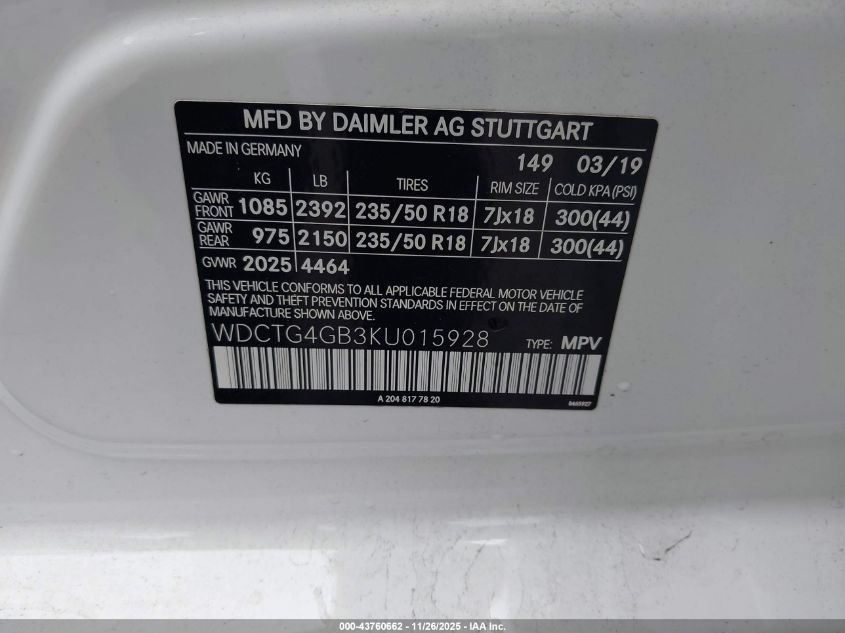 MFD BY DAIMLER AG STUTTGART
MADE IN GERMANY 149 03/19
KG LB TIRES RIM SIZE COLD KPA (PSI)
GAWR FRONT 1085 2392 235/50 R18 7Jx18 300(44)
GAWR REAR 975 2150 235/50 R18 7Jx18 300(44)
GVWR 2025 4464
THIS VEHICLE CONFORMS TO ALL APPLICABLE FEDERAL MOTOR VEHICLE
SAFETY AND THEFT PREVENTION STANDARDS IN EFFECT ON THE DATE OF
MANUFACTURE SHOWN ABOVE.
WDCTG4GB3KU015928 TYPE: MPV
A 204 817 78 20
000-43760662 - 11/26/2025 - IAA Inc.